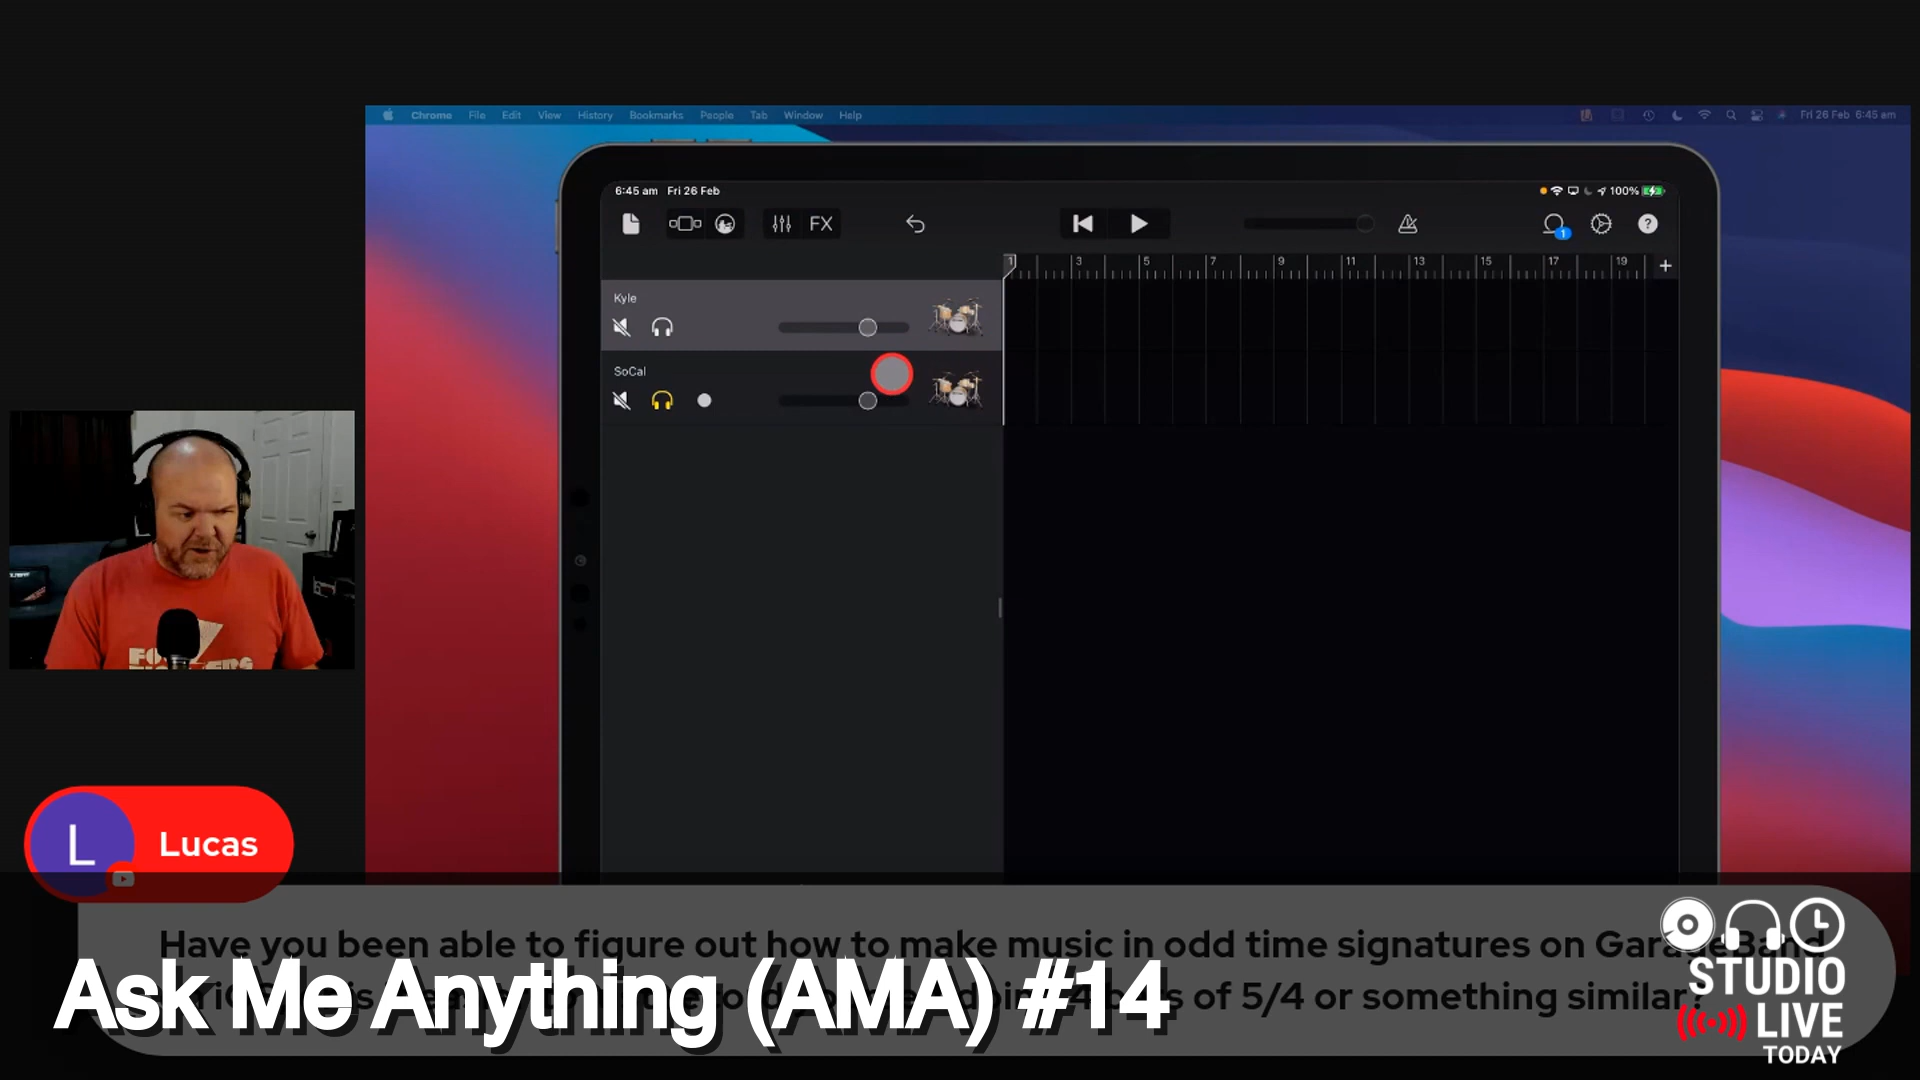 Chrome File Edit View History Bookmarks People Tab Window Help
Fri 26 Feb 6:45 am
6:45 am Fri 26 Feb
100%
FX
1
?
1 3 5 7 9 11 13 15 17 19 +
Kyle
SoCal
L
Lucas
Have you been able to figure out how to make music in odd time signatures on GarageBand
of 5/4 or something similar?
Ask Me Anything (AMA) #14
STUDIO
LIVE
TODAY